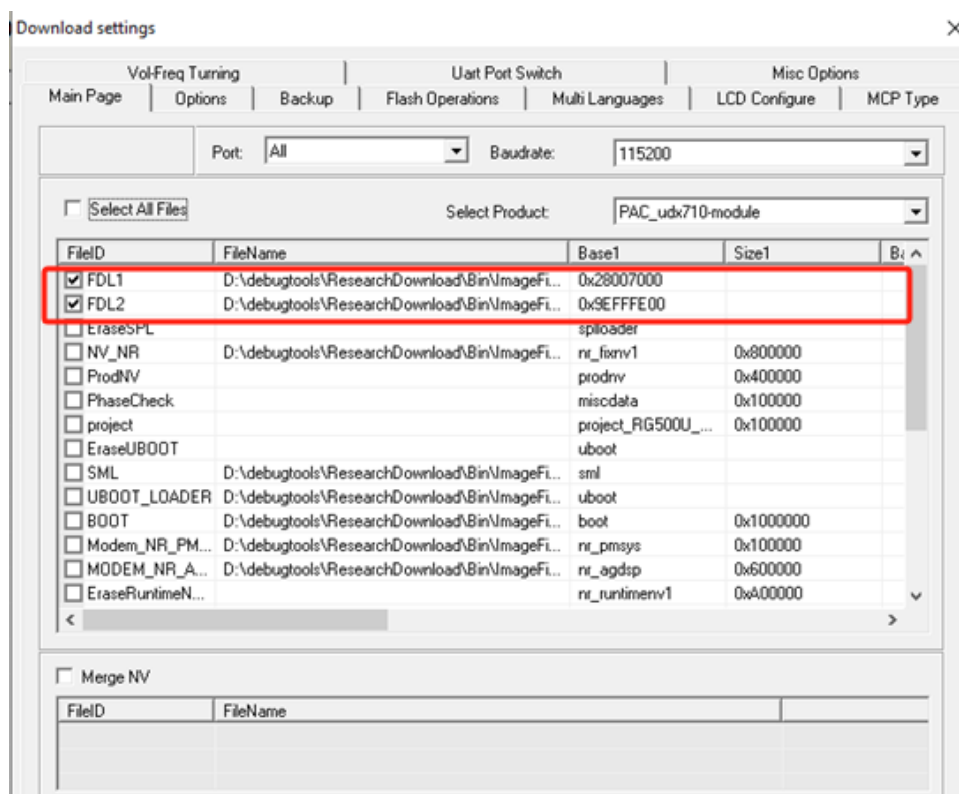 Download settings
Vol-Freq Turning Uart Port Switch Misc Options
Main Page Options Backup Flash Operations Multi Languages LCD Configure MCP Type
Port: All Baudrate: 115200
Select All Files Select Product: PAC_udx710-module
FileID FileName Base1 Size1 Ba
FDL1 D:\debugtools\ResearchDownload\Bin\ImageFi... 0x28007000
FDL2 D:\debugtools\ResearchDownload\Bin\ImageFi... 0x9EFFFE00
EraseSPL splloader
NV_NR D:\debugtools\ResearchDownload\Bin\ImageFi... nr_fixnv1 0x800000
ProdNV prodnv 0x400000
PhaseCheck miscdata 0x100000
project project_RG500U_... 0x100000
EraseUBOOT uboot
SML D:\debugtools\ResearchDownload\Bin\ImageFi... sml
UBOOT_LOADER D:\debugtools\ResearchDownload\Bin\ImageFi... uboot
BOOT D:\debugtools\ResearchDownload\Bin\ImageFi... boot 0x1000000
Modem_NR_PM... D:\debugtools\ResearchDownload\Bin\ImageFi... nr_pmsys 0x100000
MODEM_NR_A... D:\debugtools\ResearchDownload\Bin\ImageFi... nr_agdsp 0x600000
EraseRuntimeN... nr_runtimenv1 0xA00000
Merge NV
FileID FileName